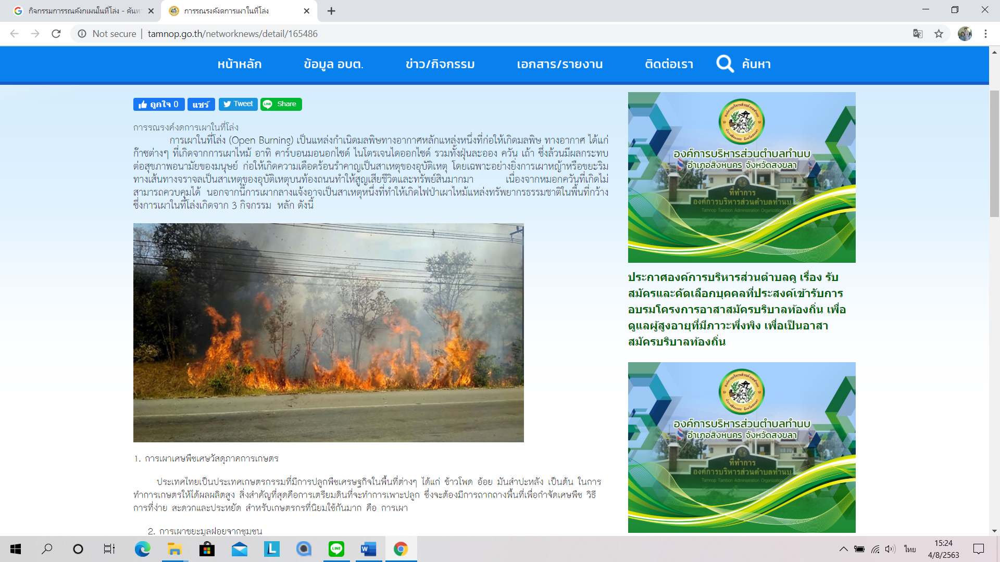 กิจกรรมการรณค์งกเผนในที่โล่ง - ค้นห
การรณรงค์งดการเผาในที่โล่ง
Not secure | tamnop.go.th/networknews/detail/165486
หน้าหลัก ข้อมูล อบต. ข่าว/กิจกรรม เอกสาร/รายงาน ติดต่อเรา ค้นหา
ถูกใจ 0 แชร์ Tweet LINE Share
การรณรงค์งดการเผาในที่โล่ง
การเผาในที่โล่ง (Open Burning) เป็นแหล่งกำเนิดมลพิษทางอากาศหลักแหล่งหนึ่งที่ก่อให้เกิดมลพิษ ทางอากาศ ได้แก่
ก๊าซต่างๆ ที่เกิดจากการเผาไหม้ อาทิ คาร์บอนมอนอกไซด์ ไนโตรเจนไดออกไซด์ รวมทั้งฝุ่นละออง ควัน เถ้า ซึ่งล้วนมีผลกระทบ
ต่อสุขภาพอนามัยของมนุษย์ ก่อให้เกิดความเดือดร้อนรำคาญเป็นสาเหตุของอุบัติเหตุ โดยเฉพาะอย่างยิ่งการเผาหญ้าหรือขยะริม
ทางเส้นทางจราจลเป็นสาเหตุของอุบัติเหตุบนท้องถนนทำให้สูญเสียชีวิตและทรัพย์สินมากมา เนื่องจากหมอกควันที่เกิดไม่
สามารถควบคุมได้ นอกจากนี้การเผากลางแจ้งอาจเป็นสาเหตุหนึ่งที่ทำให้เกิดไฟป่าเผาไหม้แหล่งทรัพยากรธรรมชาติในพื้นที่กว้าง
ซึ่งการเผาในที่โล่งเกิดจาก 3 กิจกรรม หลัก ดังนี้
1. การเผาเศษพืชเศษวัสดุภาคการเกษตร
ประเทศไทยเป็นประเทศเกษตรกรรมที่มีการปลูกพืชเศรษฐกิจในพื้นที่ต่างๆ ได้แก่ ข้าวโพด อ้อย มันสำปะหลัง เป็นต้น ในการ
ทำการเกษตรให้ได้ผลผลิตสูง สิ่งสำคัญที่สุดคือการเตรียมดินที่จะทำการเพาะปลูก ซึ่งจะต้องมีการถากถางพื้นที่เพื่อกำจัดเศษพืช วิธี
การที่ง่าย สะดวกและประหยัด สำหรับเกษตรกรที่นิยมใช้กันมาก คือ การเผา
2. การเผาขยะมูลฝอยจากชุมชน
องค์การบริหารส่วนตำบลทำนบ
อำเภอสิงหนคร จังหวัดสงขลา
ที่ทำการ
องค์การบริหารส่วนตำบลทำนบ
Tamnop Tambon Administration Organization
ประกาศองค์การบริหารส่วนตำบลคู เรื่อง รับ
สมัครและคัดเลือกบุคคลที่ประสงค์เข้ารับการ
อบรมโครงการอาสาสมัครบริบาลท้องถิ่น เพื่อ
ดูแลผู้สูงอายุที่มีภาวะพึ่งพิง เพื่อเป็นอาสา
สมัครบริบาลท้องถิ่น
องค์การบริหารส่วนตำบลทำนบ
อำเภอสิงหนคร จังหวัดสงขลา
ที่ทำการ
องค์การบริหารส่วนตำบลทำนบ
Tamnop Tambon Administration Organization
ไทย
15:24
4/8/2563